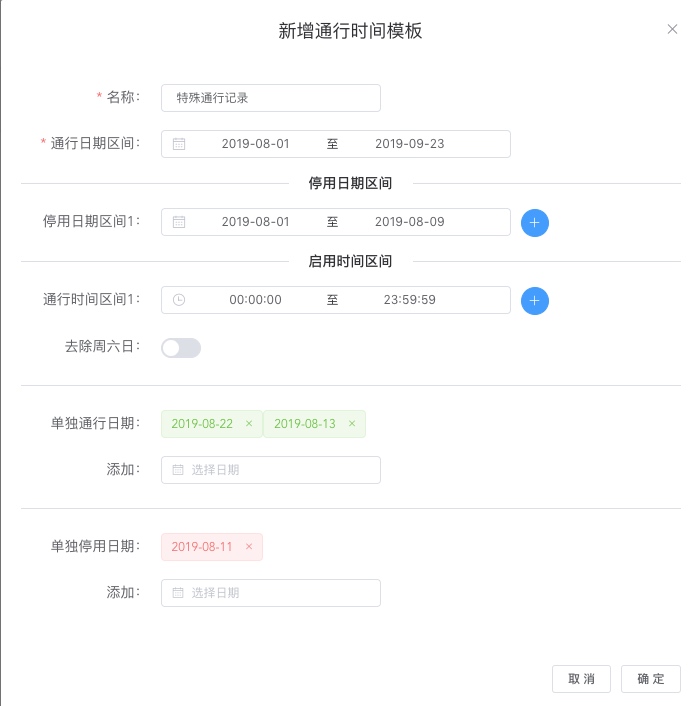 新增通行时间模板
* 名称： 特殊通行记录
* 通行日期区间： 2019-08-01 至 2019-09-23
停用日期区间
停用日期区间1： 2019-08-01 至 2019-08-09
启用时间区间
通行时间区间1： 00:00:00 至 23:59:59
去除周六日：
单独通行日期： 2019-08-22 × 2019-08-13 ×
添加： 选择日期
单独停用日期： 2019-08-11 ×
添加： 选择日期
取 消 确 定